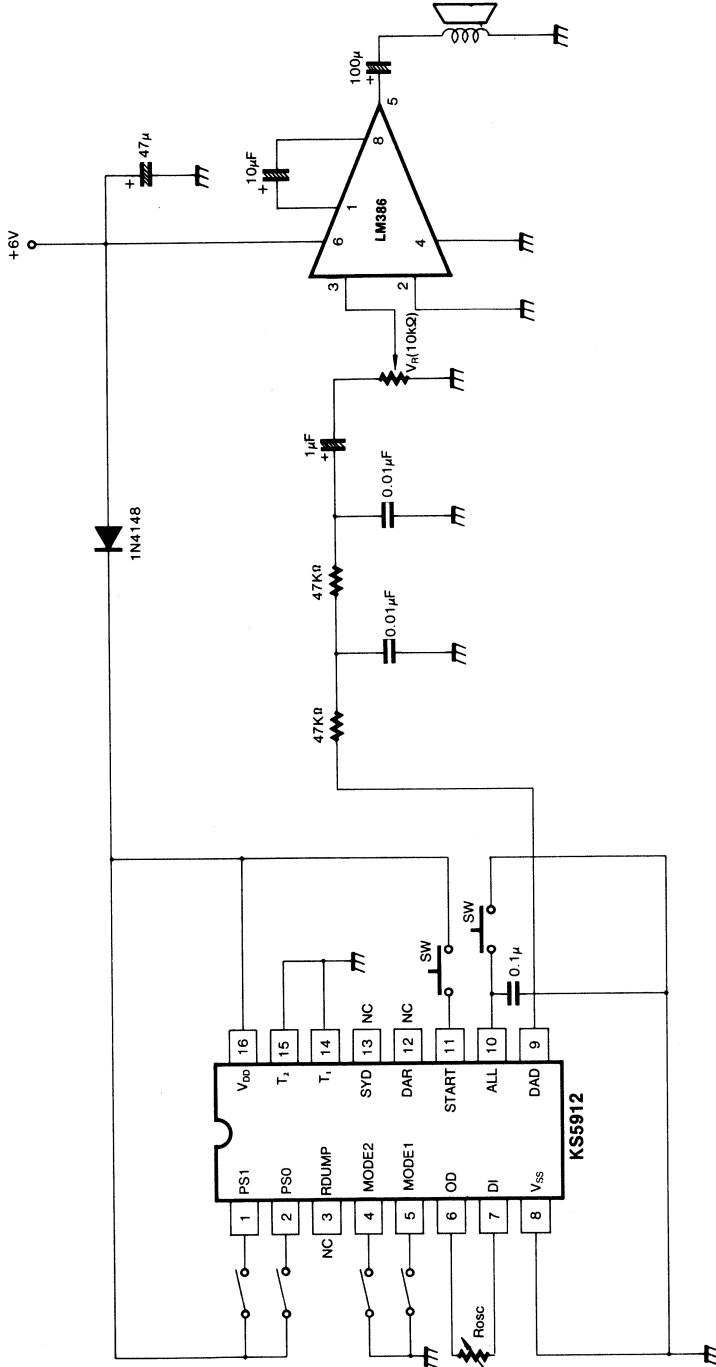 +6V
47µ
+
10µF
+
100µ
+
1
8
5
6
LM386
4
3
2
VR(10kΩ)
1N4148
1µF
+
0.01µF
47KΩ
0.01µF
47KΩ
SW
SW
0.1µ
NC
NC
16
15
14
13
12
11
10
9
VDD
T2
T1
SYD
DAR
START
ALL
DAD
PS1
PS0
RDUMP
MODE2
MODE1
OD
DI
VSS
KS5912
1
2
3
4
5
6
7
8
NC
Rosc